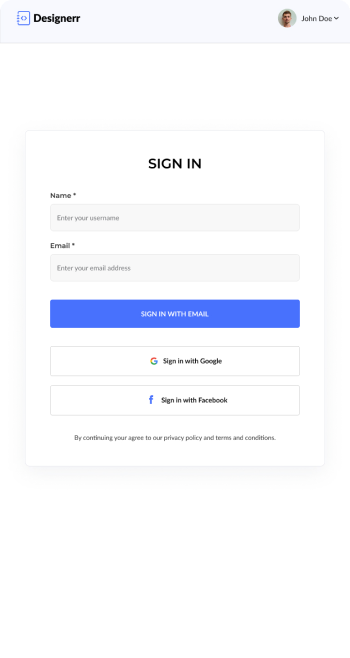 Designerr
John Doe
SIGN IN
Name *
Enter your username
Email *
Enter your email address
SIGN IN WITH EMAIL
Sign in with Google
Sign in with Facebook
By continuing your agree to our privacy policy and terms and conditions.